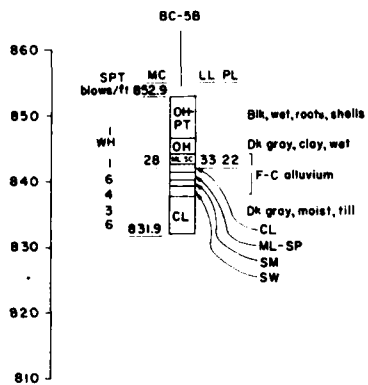 BC-5B
860
SPT MC LL PL
blows/ft 852.9
850
OH
PT
Blk, wet, roots, shells
I
WH
OH
Dk gray, clay, wet
I 28 ML SC 33 22
F-C alluvium
840
6
4
3
6
CL
Dk gray, moist, till
831.9
CL
ML-SP
SM
SW
830
820
810